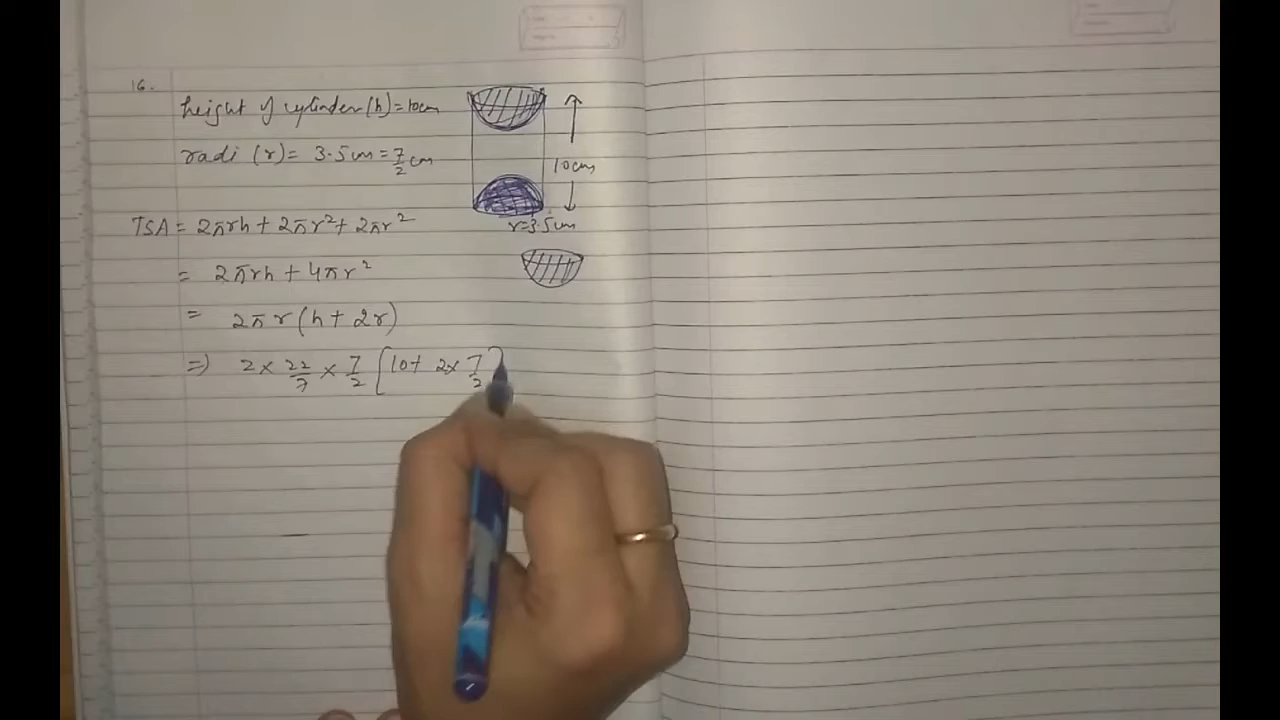 16.
height of cylinder (h) = 10cm
radi (r) = 3.5cm = 7/2 cm
10cm
r=3.5cm
TSA = 2πrh + 2πr² + 2πr²
= 2πrh + 4πr²
= 2πr(h + 2r)
=) 2 × 22/7 × 7/2 [10 + 2 × 7/2]